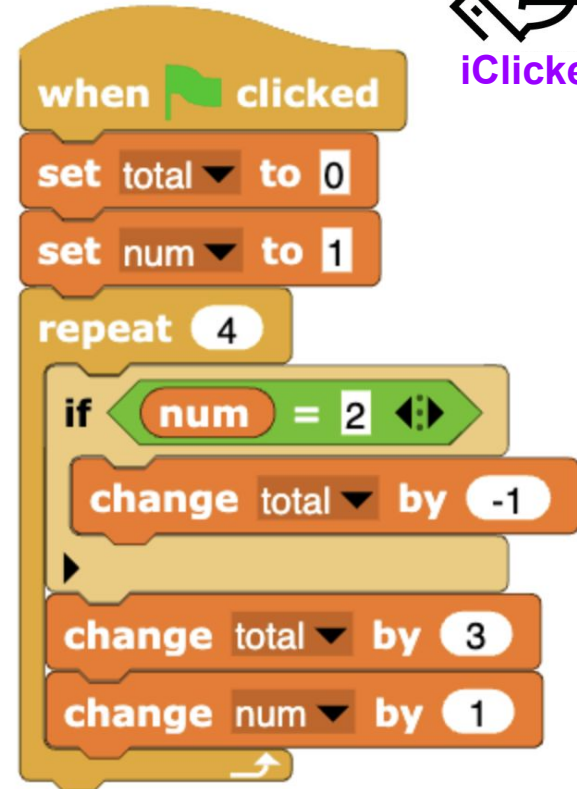 iClicke
when clicked
set total to 0
set num to 1
repeat 4
if num = 2
change total by -1
change total by 3
change num by 1